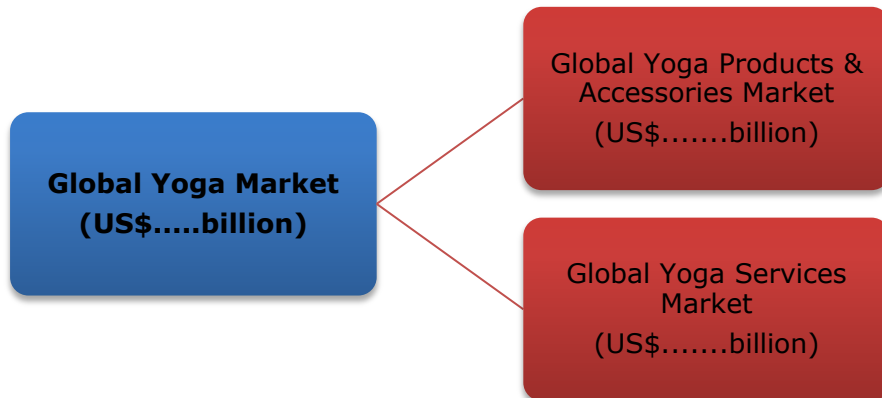 Global Yoga Products &
Accessories Market
(US$.......billion)
Global Yoga Market
(US$.....billion)
Global Yoga Services
Market
(US$.......billion)